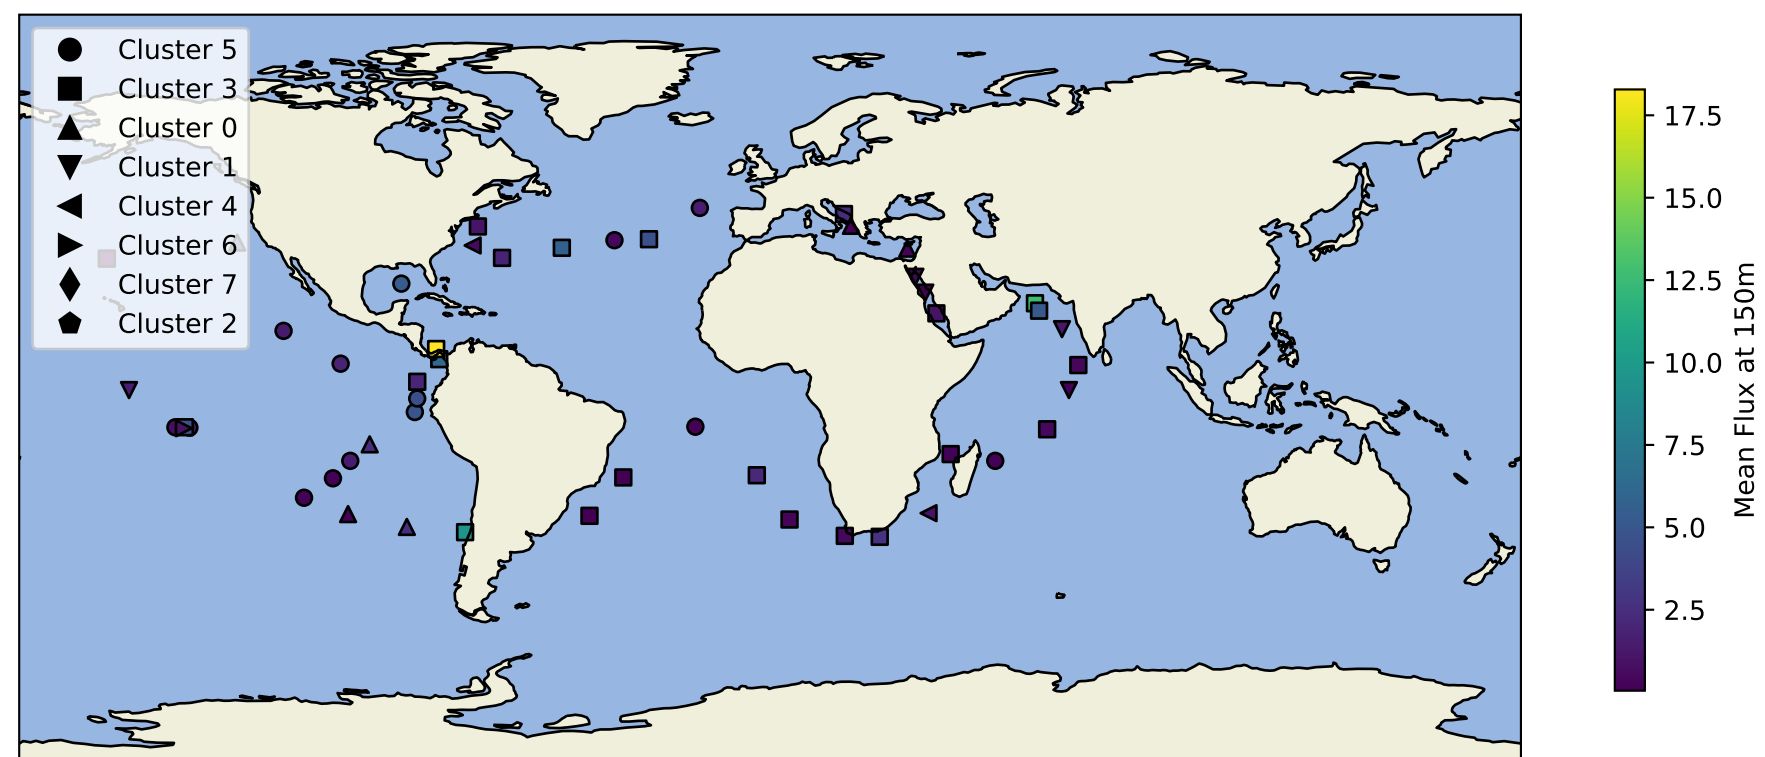 Cluster 5
Cluster 3
Cluster 0
Cluster 1
Cluster 4
Cluster 6
Cluster 7
Cluster 2
17.5
15.0
12.5
10.0
7.5
5.0
2.5
Mean Flux at 150m